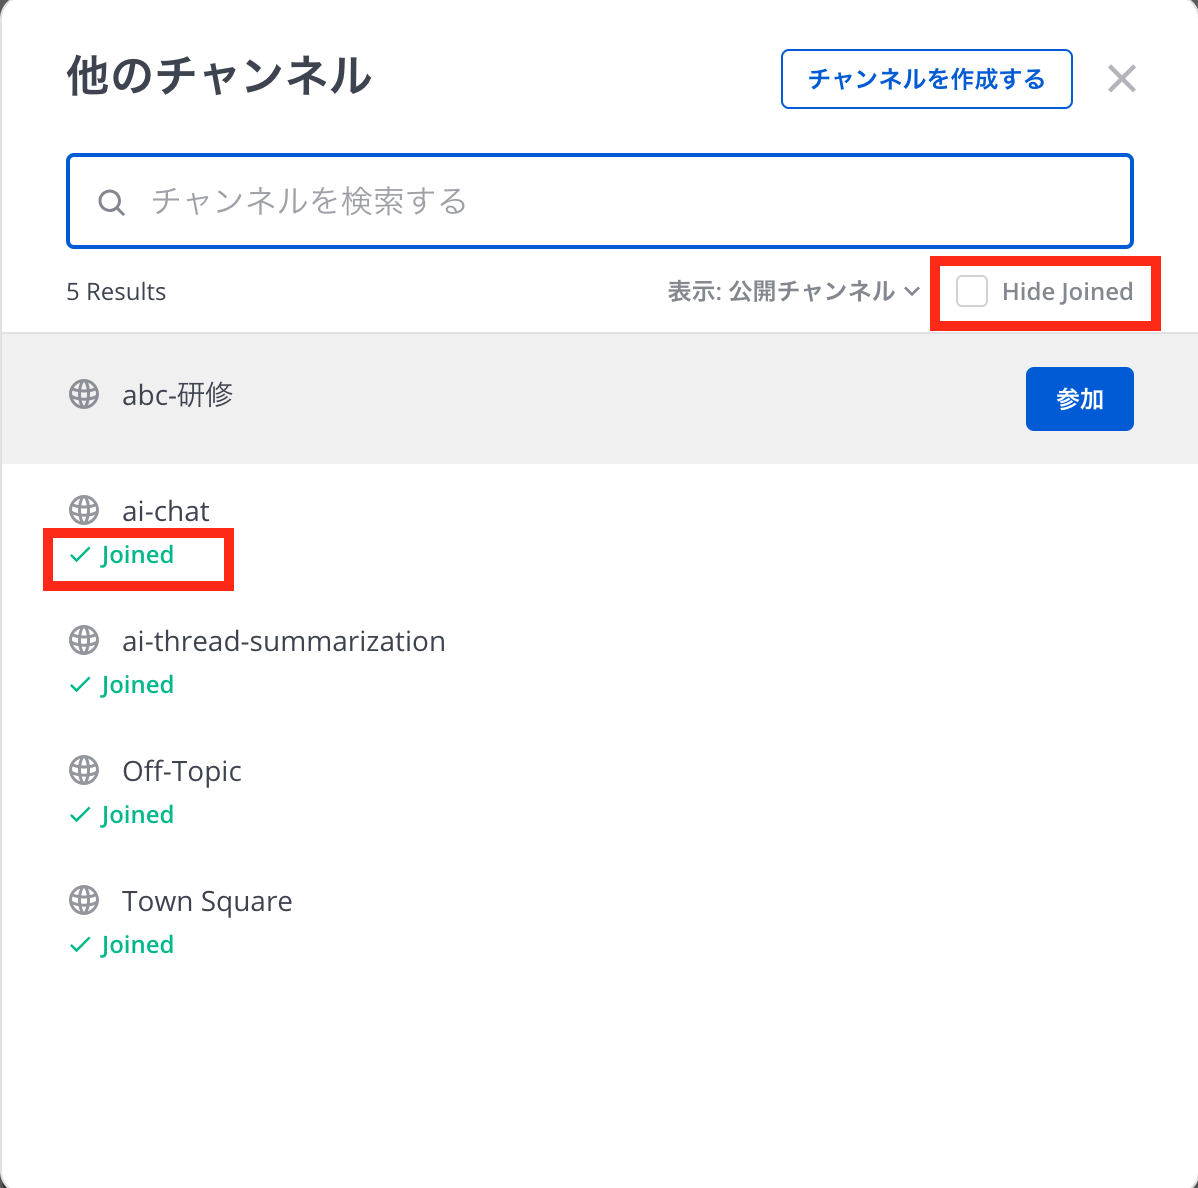 他のチャンネル
チャンネルを作成する
チャンネルを検索する
5 Results
表示: 公開チャンネル
Hide Joined
abc-研修
参加
ai-chat
Joined
ai-thread-summarization
Joined
Off-Topic
Joined
Town Square
Joined